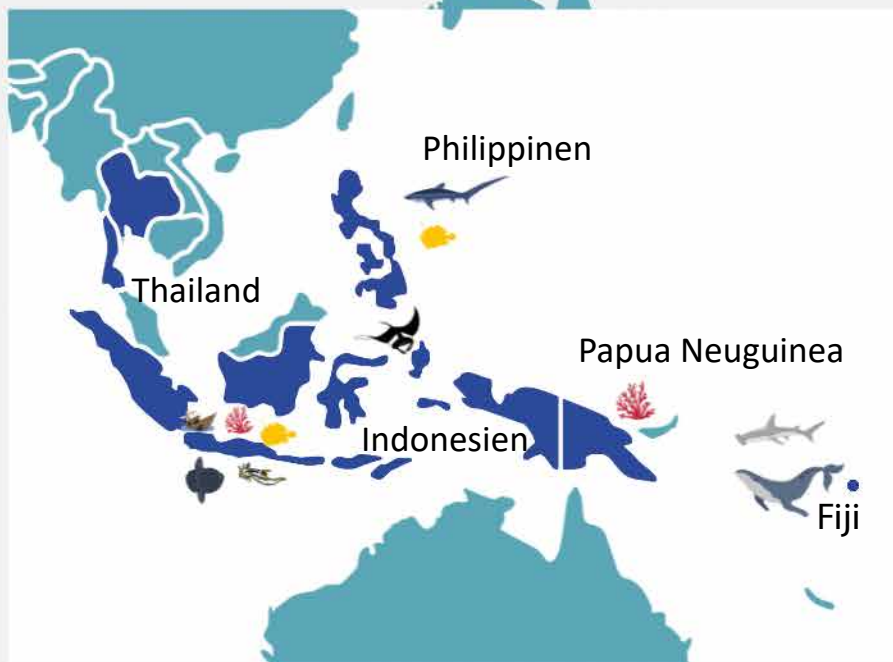 Philippinen
Thailand
Papua Neuguinea
Indonesien
Fiji